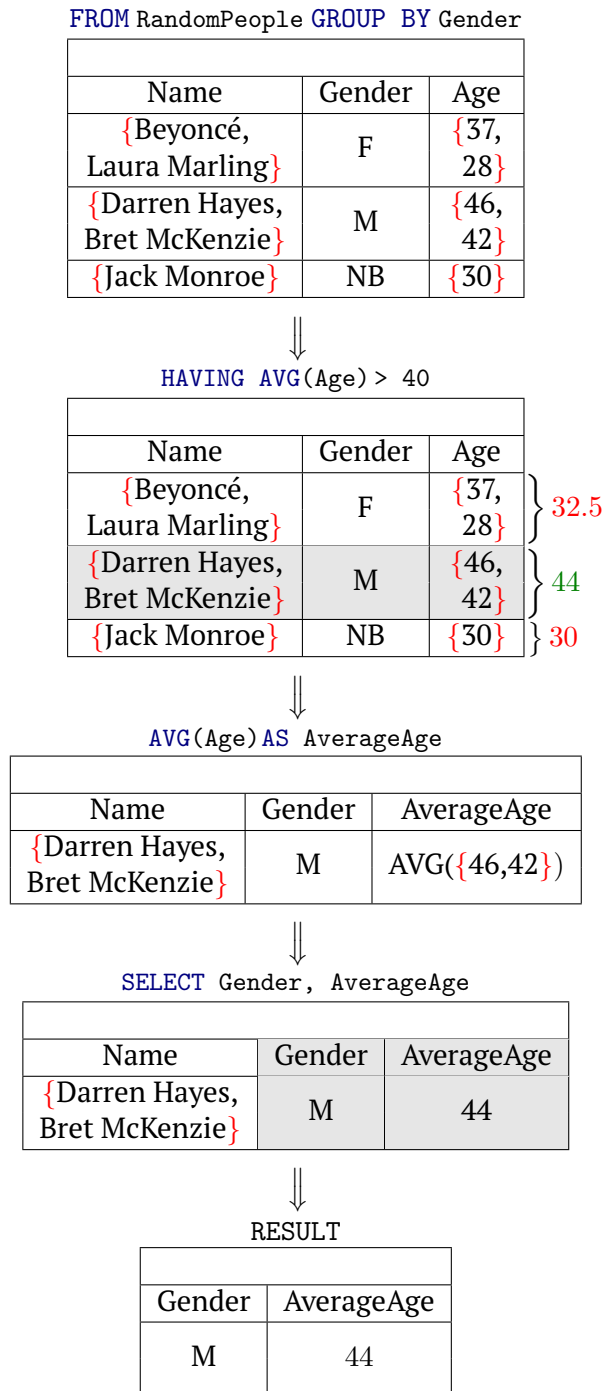 FROM RandomPeople GROUP BY Gender
Name Gender Age
{Beyoncé,
Laura Marling} F {37,
28}
{Darren Hayes,
Bret McKenzie} M {46,
42}
{Jack Monroe} NB {30}
⇓
HAVING AVG(Age) > 40
Name Gender Age
{Beyoncé,
Laura Marling} F {37,
28} } 32.5
{Darren Hayes,
Bret McKenzie} M {46,
42} } 44
{Jack Monroe} NB {30} } 30
⇓
AVG(Age)AS AverageAge
Name Gender AverageAge
{Darren Hayes,
Bret McKenzie} M AVG({46,42})
⇓
SELECT Gender, AverageAge
Name Gender AverageAge
{Darren Hayes,
Bret McKenzie} M 44
⇓
RESULT
Gender AverageAge
M 44